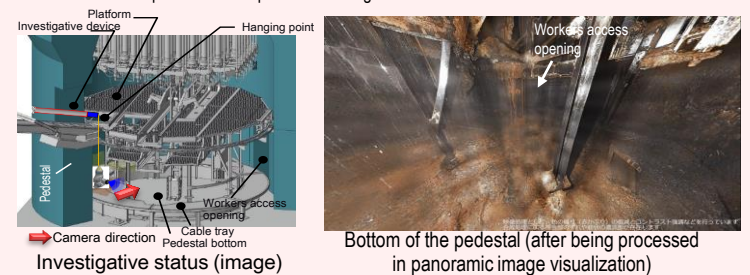 Platform
Investigative device
Hanging point
Pedestal
Workers access
opening
Cable tray
Pedestal bottom
Camera direction
Investigative status (image)
Workers access
opening
Bottom of the pedestal (after being processed
in panoramic image visualization)